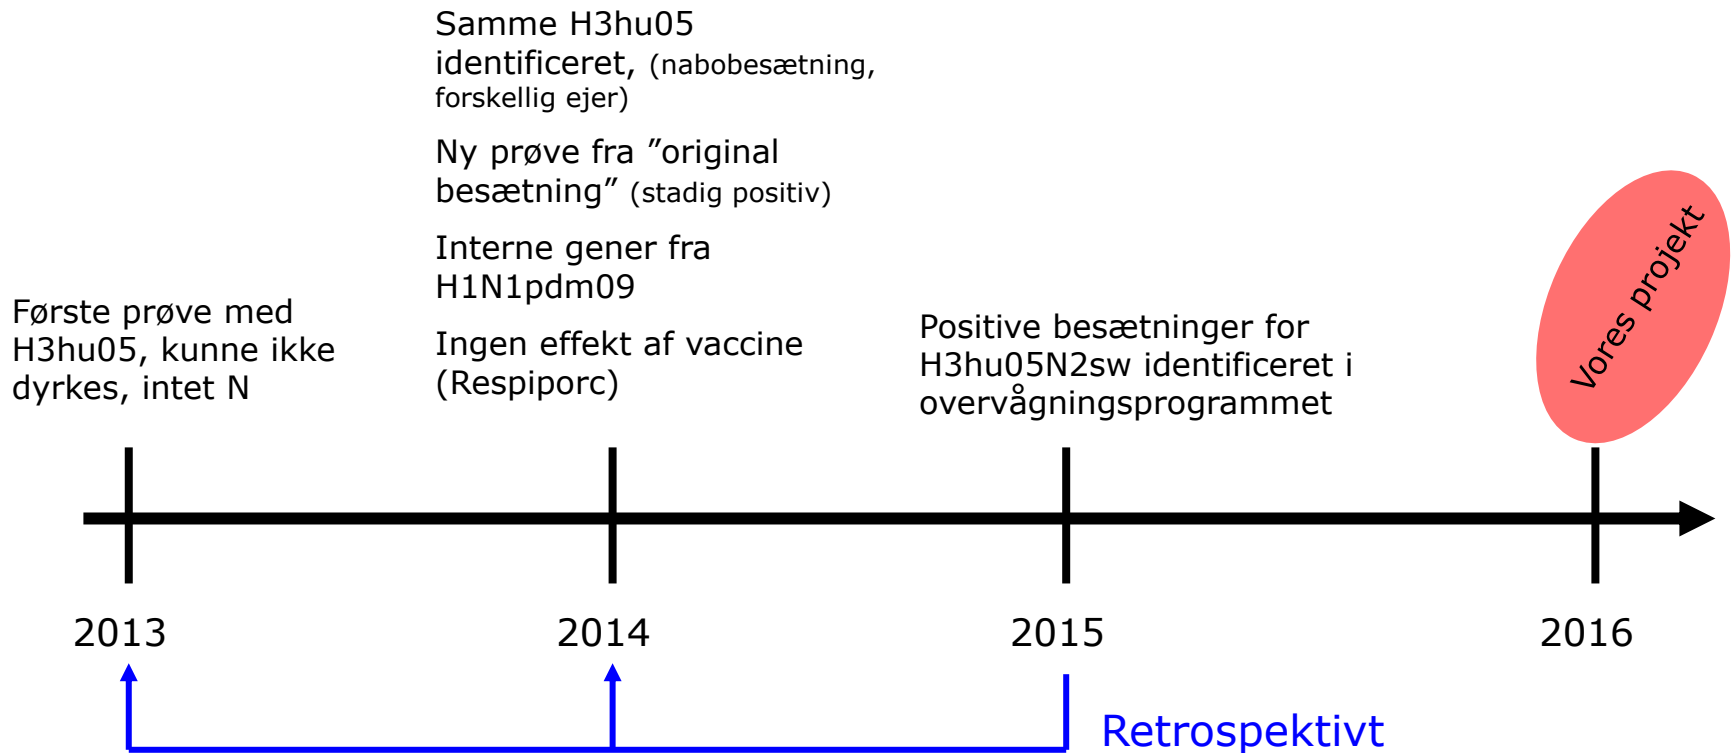 Samme H3hu05
identificeret, (nabobesætning,
forskellig ejer)
Ny prøve fra ”original
besætning” (stadig positiv)
Interne gener fra
H1N1pdm09
Ingen effekt af vaccine
(Respiporc)
Første prøve med
H3hu05, kunne ikke
dyrkes, intet N
Positive besætninger for
H3hu05N2sw identificeret i
overvågningsprogrammet
Vores projekt
2013
2014
2015
2016
Retrospektivt